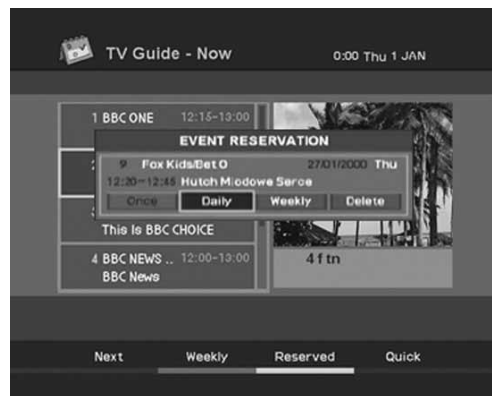 TV Guide - Now
0:00 Thu 1 JAN
1 BBC ONE 12:15-13:00
EVENT RESERVATION
9 Fox Kids/Bet O 27/01/2000 Thu
12:20-12:45 Hutch Miodowe Serce
Once Daily Weekly Delete
This Is BBC CHOICE
4 BBC NEWS .. 12:00-13:00
BBC News
4 f tn
Next Weekly Reserved Quick